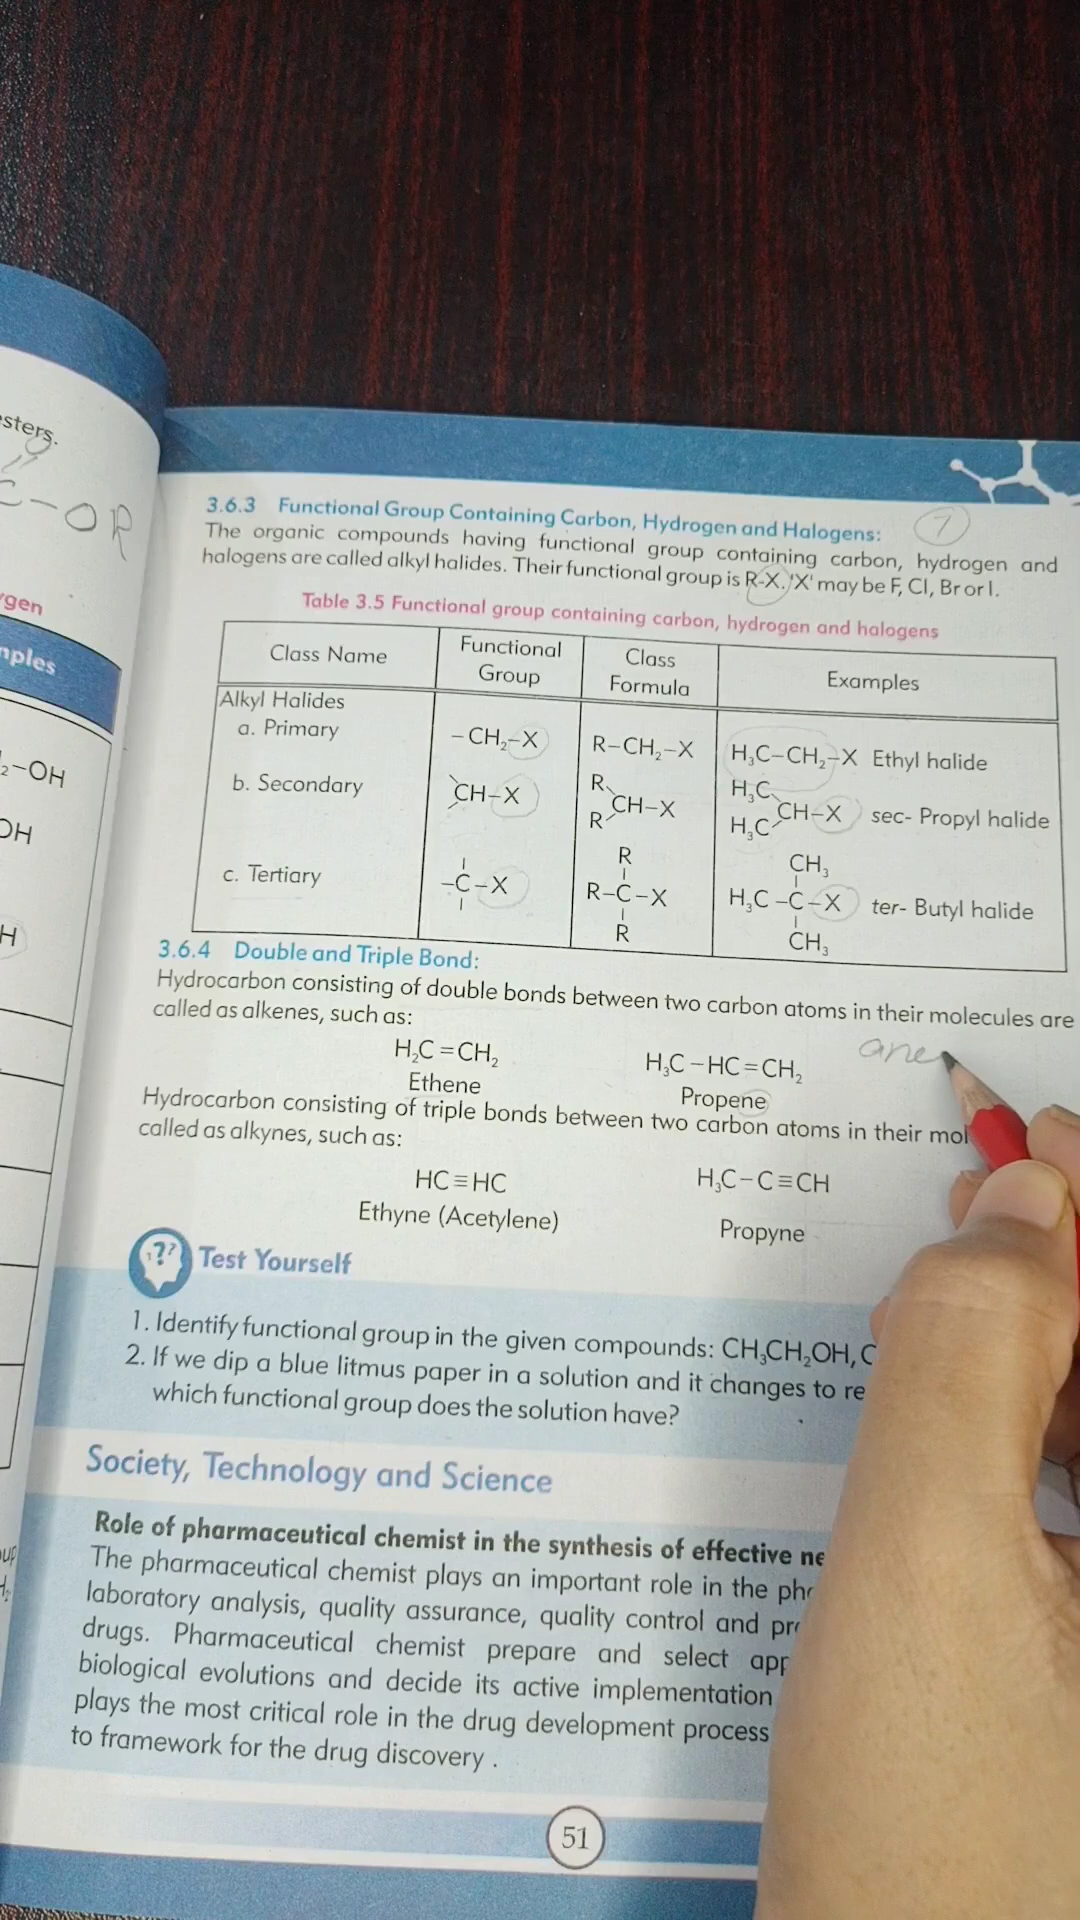 sters.
O
C-OR
gen
mples
2-OH
OH
H
3.6.3 Functional Group Containing Carbon, Hydrogen and Halogens:
7
The organic compounds having functional group containing carbon, hydrogen and
halogens are called alkyl halides. Their functional group is R-X. 'X' may be F, Cl, Br or I.
Table 3.5 Functional group containing carbon, hydrogen and halogens
Class Name Functional Group Class Formula Examples
Alkyl Halides
a. Primary -CH₂-X R-CH₂-X H₃C-CH₂-X Ethyl halide
b. Secondary CH-X R R CH-X H₃C H₃C CH-X sec- Propyl halide
c. Tertiary -C-X R R-C-X R CH₃ H₃C-C-X CH₃ ter- Butyl halide
3.6.4 Double and Triple Bond:
Hydrocarbon consisting of double bonds between two carbon atoms in their molecules are
called as alkenes, such as:
ane
H₂C=CH₂ H₃C-HC=CH₂
Ethene Propene
Hydrocarbon consisting of triple bonds between two carbon atoms in their mol
called as alkynes, such as:
HC≡HC H₃C-C≡CH
Ethyne (Acetylene) Propyne
??
Test Yourself
1. Identify functional group in the given compounds: CH₃CH₂OH, C
2. If we dip a blue litmus paper in a solution and it changes to re
which functional group does the solution have?
Society, Technology and Science
Role of pharmaceutical chemist in the synthesis of effective ne
The pharmaceutical chemist plays an important role in the pha
laboratory analysis, quality assurance, quality control and pro
drugs. Pharmaceutical chemist prepare and select app
biological evolutions and decide its active implementation
plays the most critical role in the drug development process
to framework for the drug discovery .
51